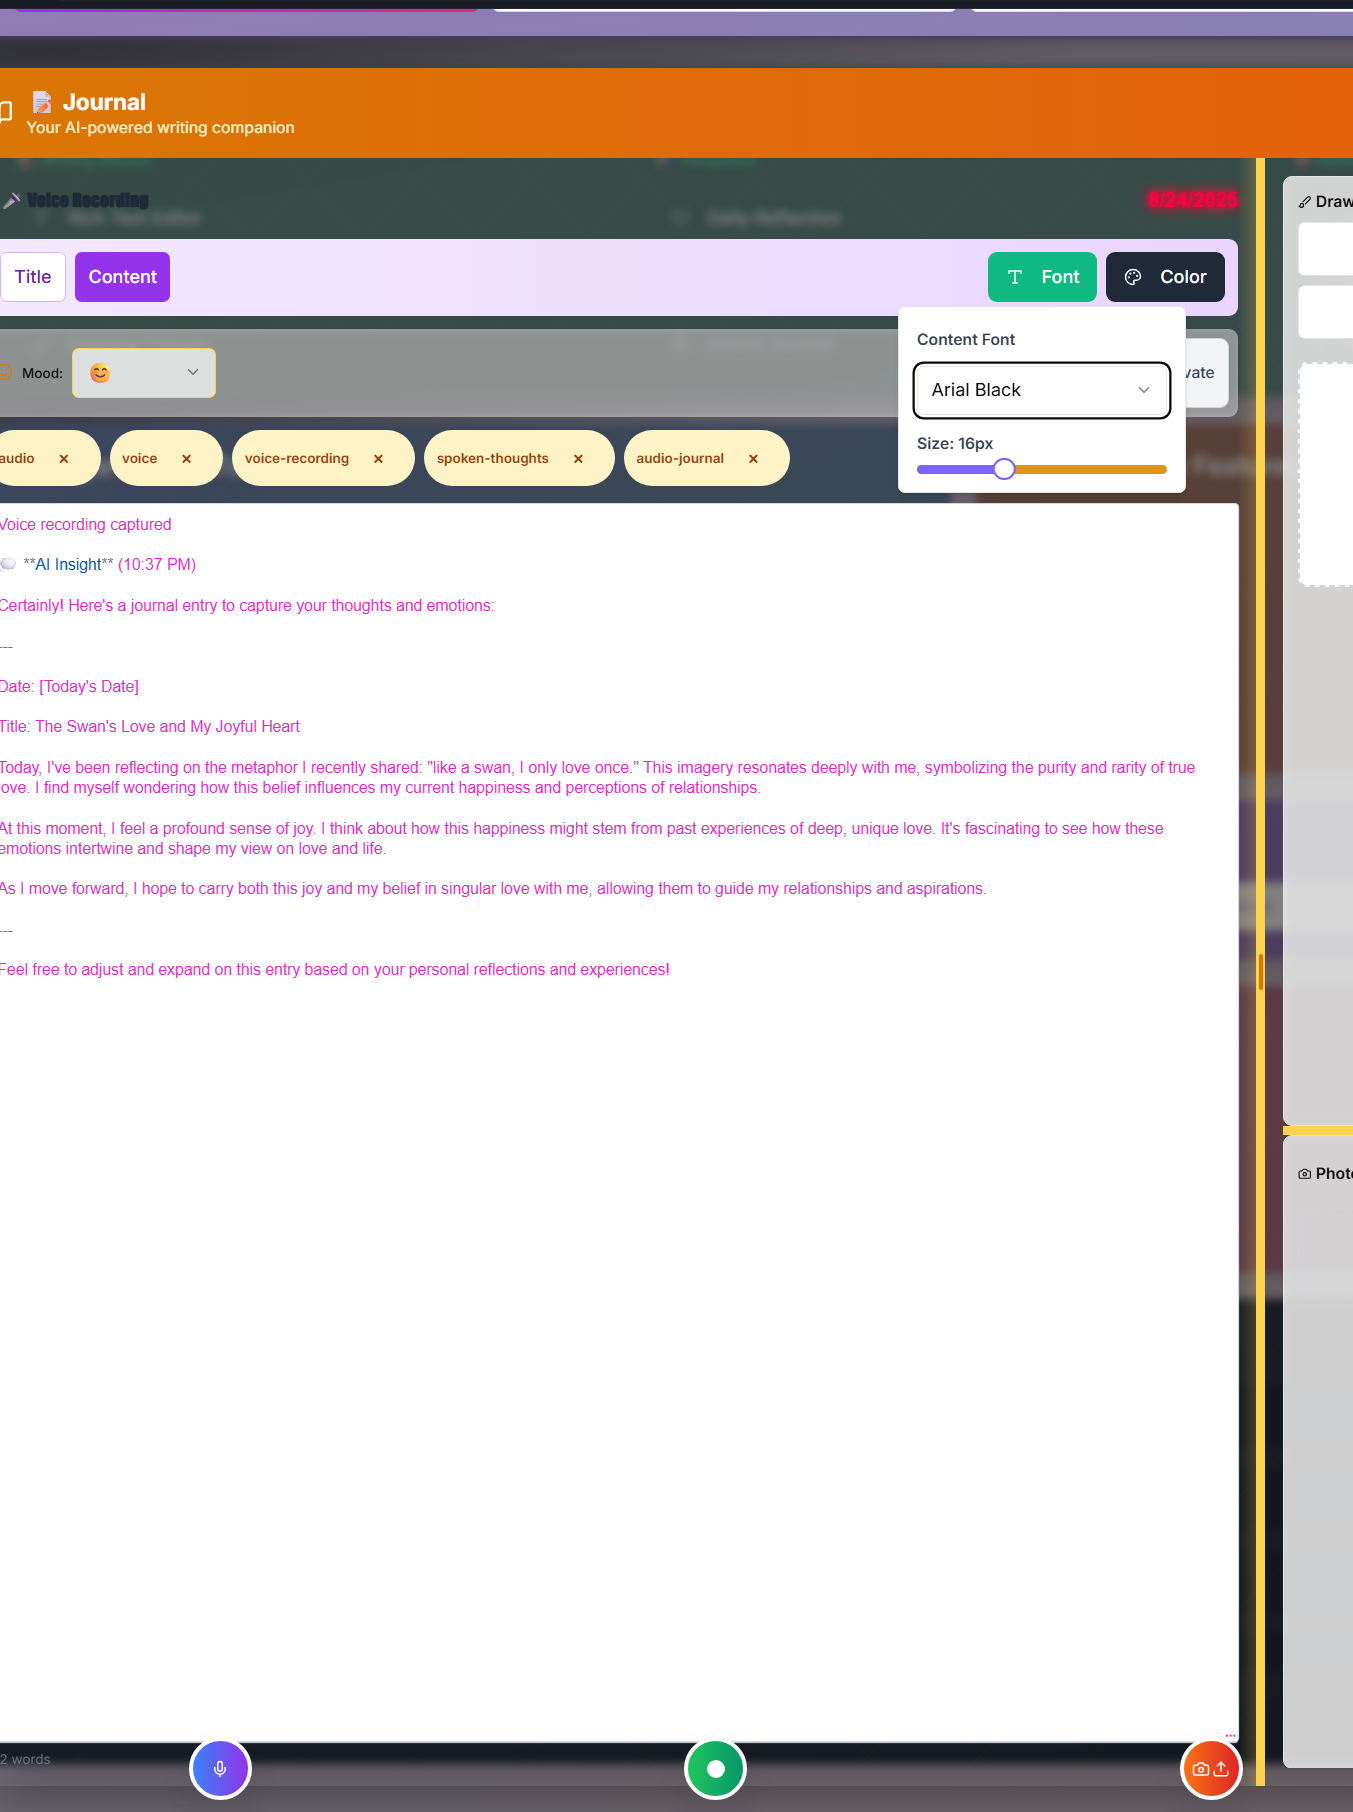 Journal
Your AI-powered writing companion
Voice Recording
8/24/2025
Rich Text Editor
Daily Reflection
Title
Content
Font
Color
Content Font
Arial Black
Size: 16px
Mood:
vate
audio ×
voice ×
voice-recording ×
spoken-thoughts ×
audio-journal ×
Voice recording captured
**AI Insight** (10:37 PM)
Certainly! Here's a journal entry to capture your thoughts and emotions:
---
Date: [Today's Date]
Title: The Swan's Love and My Joyful Heart
Today, I've been reflecting on the metaphor I recently shared: "like a swan, I only love once." This imagery resonates deeply with me, symbolizing the purity and rarity of true
love. I find myself wondering how this belief influences my current happiness and perceptions of relationships.
At this moment, I feel a profound sense of joy. I think about how this happiness might stem from past experiences of deep, unique love. It's fascinating to see how these
emotions intertwine and shape my view on love and life.
As I move forward, I hope to carry both this joy and my belief in singular love with me, allowing them to guide my relationships and aspirations.
---
Feel free to adjust and expand on this entry based on your personal reflections and experiences!
2 words
Draw
Phot